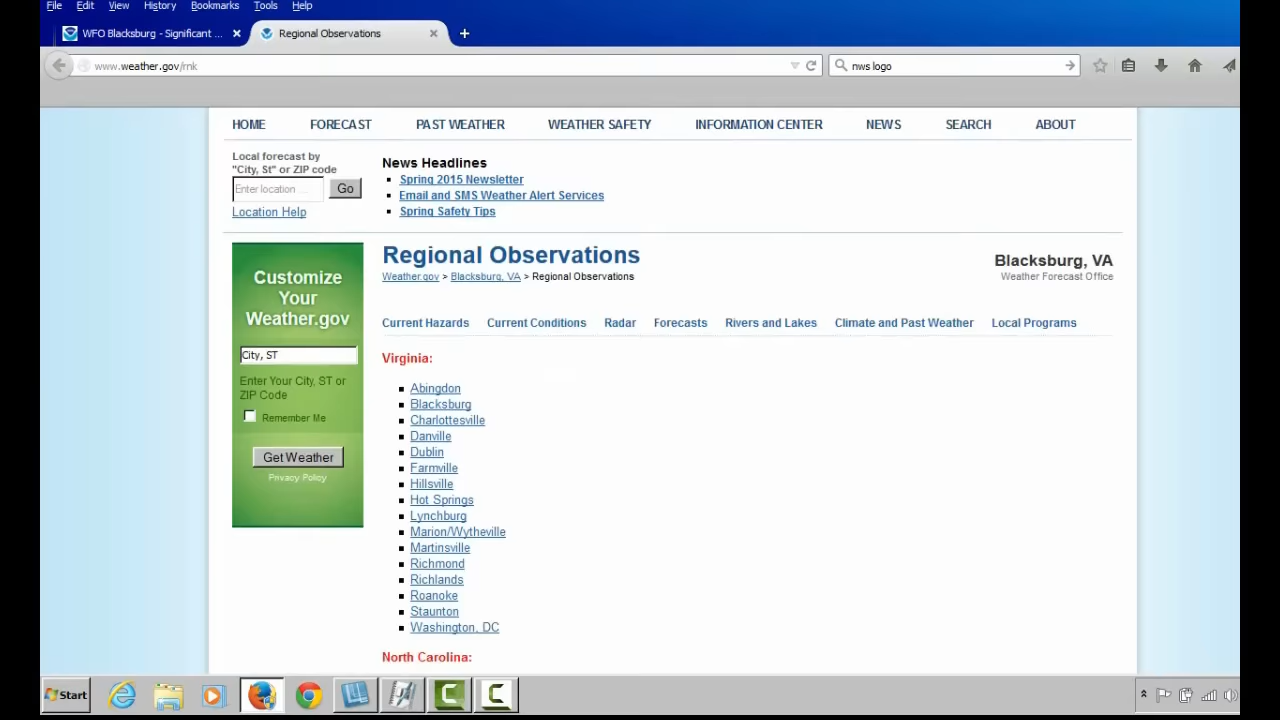 File Edit View History Bookmarks Tools Help
WFO Blacksburg - Significant ... Regional Observations
www.weather.gov/rnk nws logo
HOME FORECAST PAST WEATHER WEATHER SAFETY INFORMATION CENTER NEWS SEARCH ABOUT
Local forecast by
"City, St" or ZIP code
Enter location ... Go
Location Help
News Headlines
Spring 2015 Newsletter
Email and SMS Weather Alert Services
Spring Safety Tips
Customize
Your
Weather.gov
City, ST
Enter Your City, ST or
ZIP Code
Remember Me
Get Weather
Privacy Policy
Regional Observations
Weather.gov > Blacksburg, VA > Regional Observations
Blacksburg, VA
Weather Forecast Office
Current Hazards Current Conditions Radar Forecasts Rivers and Lakes Climate and Past Weather Local Programs
Virginia:
Abingdon
Blacksburg
Charlottesville
Danville
Dublin
Farmville
Hillsville
Hot Springs
Lynchburg
Marion/Wytheville
Martinsville
Richmond
Richlands
Roanoke
Staunton
Washington, DC
North Carolina:
Start